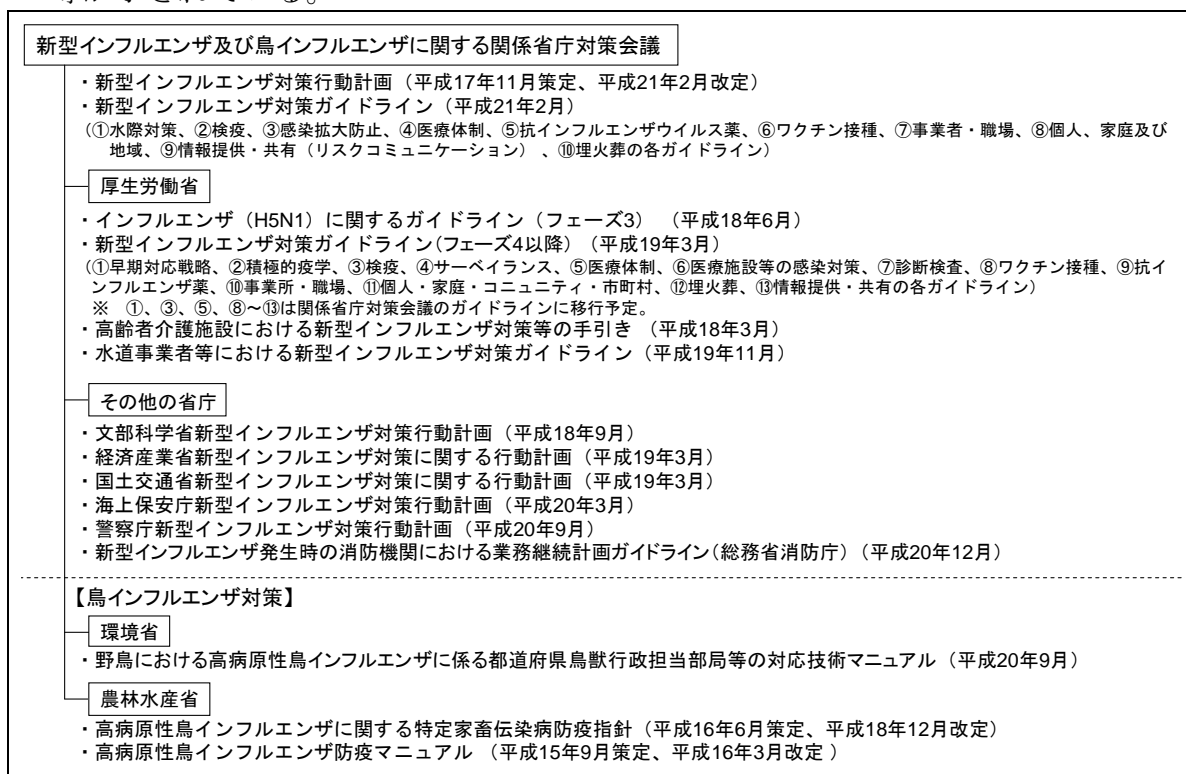 新型インフルエンザ及び鳥インフルエンザに関する関係省庁対策会議
・新型インフルエンザ対策行動計画（平成17年11月策定、平成21年2月改定）
・新型インフルエンザ対策ガイドライン（平成21年2月）
（①水際対策、②検疫、③感染拡大防止、④医療体制、⑤抗インフルエンザウイルス薬、⑥ワクチン接種、⑦事業者・職場、⑧個人、家庭及び
地域、⑨情報提供・共有（リスクコミュニケーション）、⑩埋火葬の各ガイドライン）
厚生労働省
・インフルエンザ（H5N1）に関するガイドライン（フェーズ3）（平成18年6月）
・新型インフルエンザ対策ガイドライン（フェーズ4以降）（平成19年3月）
（①早期対応戦略、②積極的疫学、③検疫、④サーベイランス、⑤医療体制、⑥医療施設等の感染対策、⑦診断検査、⑧ワクチン接種、⑨抗イ
ンフルエンザ薬、⑩事業所・職場、⑪個人・家庭・コニュニティ・市町村、⑫埋火葬、⑬情報提供・共有の各ガイドライン）
※ ①、③、⑤、⑧～⑬は関係省庁対策会議のガイドラインに移行予定。
・高齢者介護施設における新型インフルエンザ対策等の手引き（平成18年3月）
・水道事業者等における新型インフルエンザ対策ガイドライン（平成19年11月）
その他の省庁
・文部科学省新型インフルエンザ対策行動計画（平成18年9月）
・経済産業省新型インフルエンザ対策に関する行動計画（平成19年3月）
・国土交通省新型インフルエンザ対策に関する行動計画（平成19年3月）
・海上保安庁新型インフルエンザ対策行動計画（平成20年3月）
・警察庁新型インフルエンザ対策行動計画（平成20年9月）
・新型インフルエンザ発生時の消防機関における業務継続計画ガイドライン（総務省消防庁）（平成20年12月）
【鳥インフルエンザ対策】
環境省
・野鳥における高病原性鳥インフルエンザに係る都道府県鳥獣行政担当部局等の対応技術マニュアル（平成20年9月）
農林水産省
・高病原性鳥インフルエンザに関する特定家畜伝染病防疫指針（平成16年6月策定、平成18年12月改定）
・高病原性鳥インフルエンザ防疫マニュアル（平成15年9月策定、平成16年3月改定）